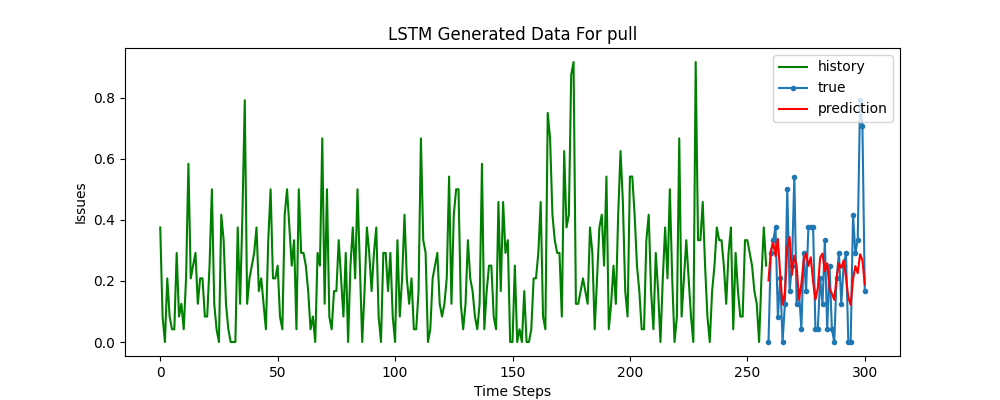 LSTM Generated Data For pull
history
true
prediction
Issues
0.8
0.6
0.4
0.2
0.0
0 50 100 150 200 250 300
Time Steps